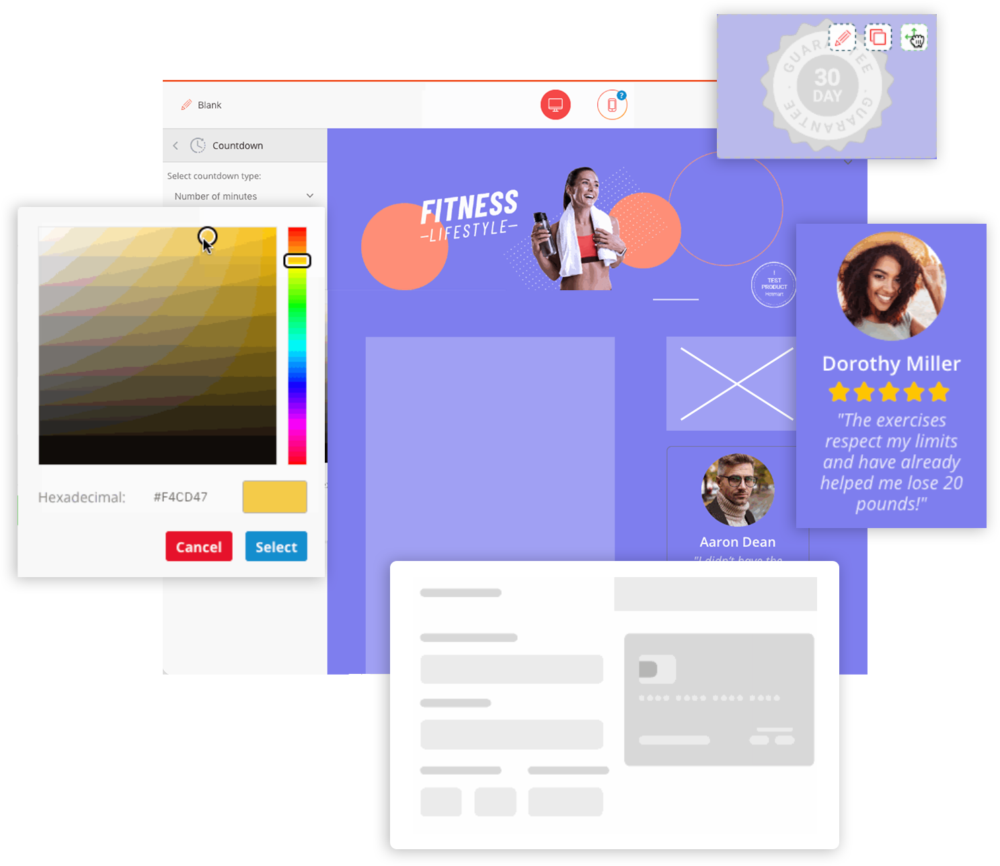 GUARANTEE
30
DAY
GUARANTEE
Blank
?
Countdown
Select countdown type:
Number of minutes
FITNESS
–LIFESTYLE–
1
TEST
PRODUCT
Hotmart
Hexadecimal:
#F4CD47
Cancel
Select
Dorothy Miller
"The exercises
respect my limits
and have already
helped me lose 20
pounds!"
Aaron Dean
"I didn't have the